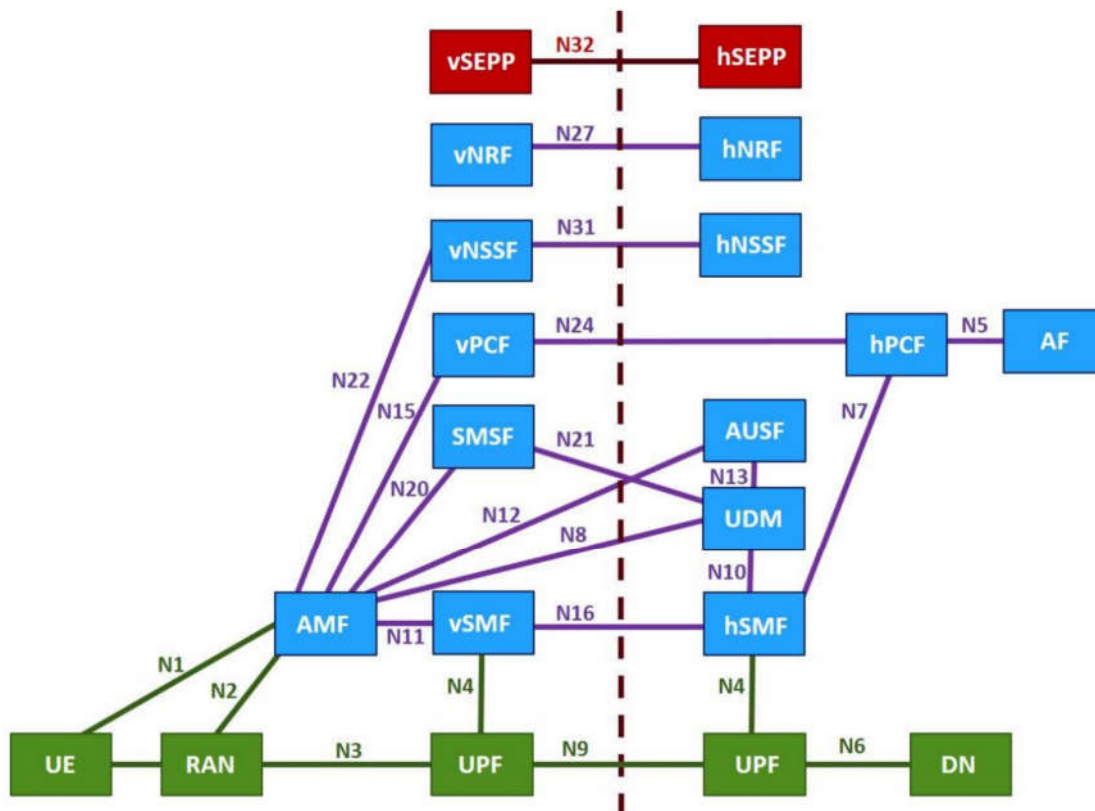 vSEPP N32 hSEPP
vNRF N27 hNRF
vNSSF N31 hNSSF
vPCF N24 hPCF N5 AF
N22 N15 N7
SMSF N21 AUSF
N20 N13
N12 N8 UDM
N10
AMF N11 vSMF N16 hSMF
N1 N2 N4 N4
UE RAN N3 UPF N9 UPF N6 DN